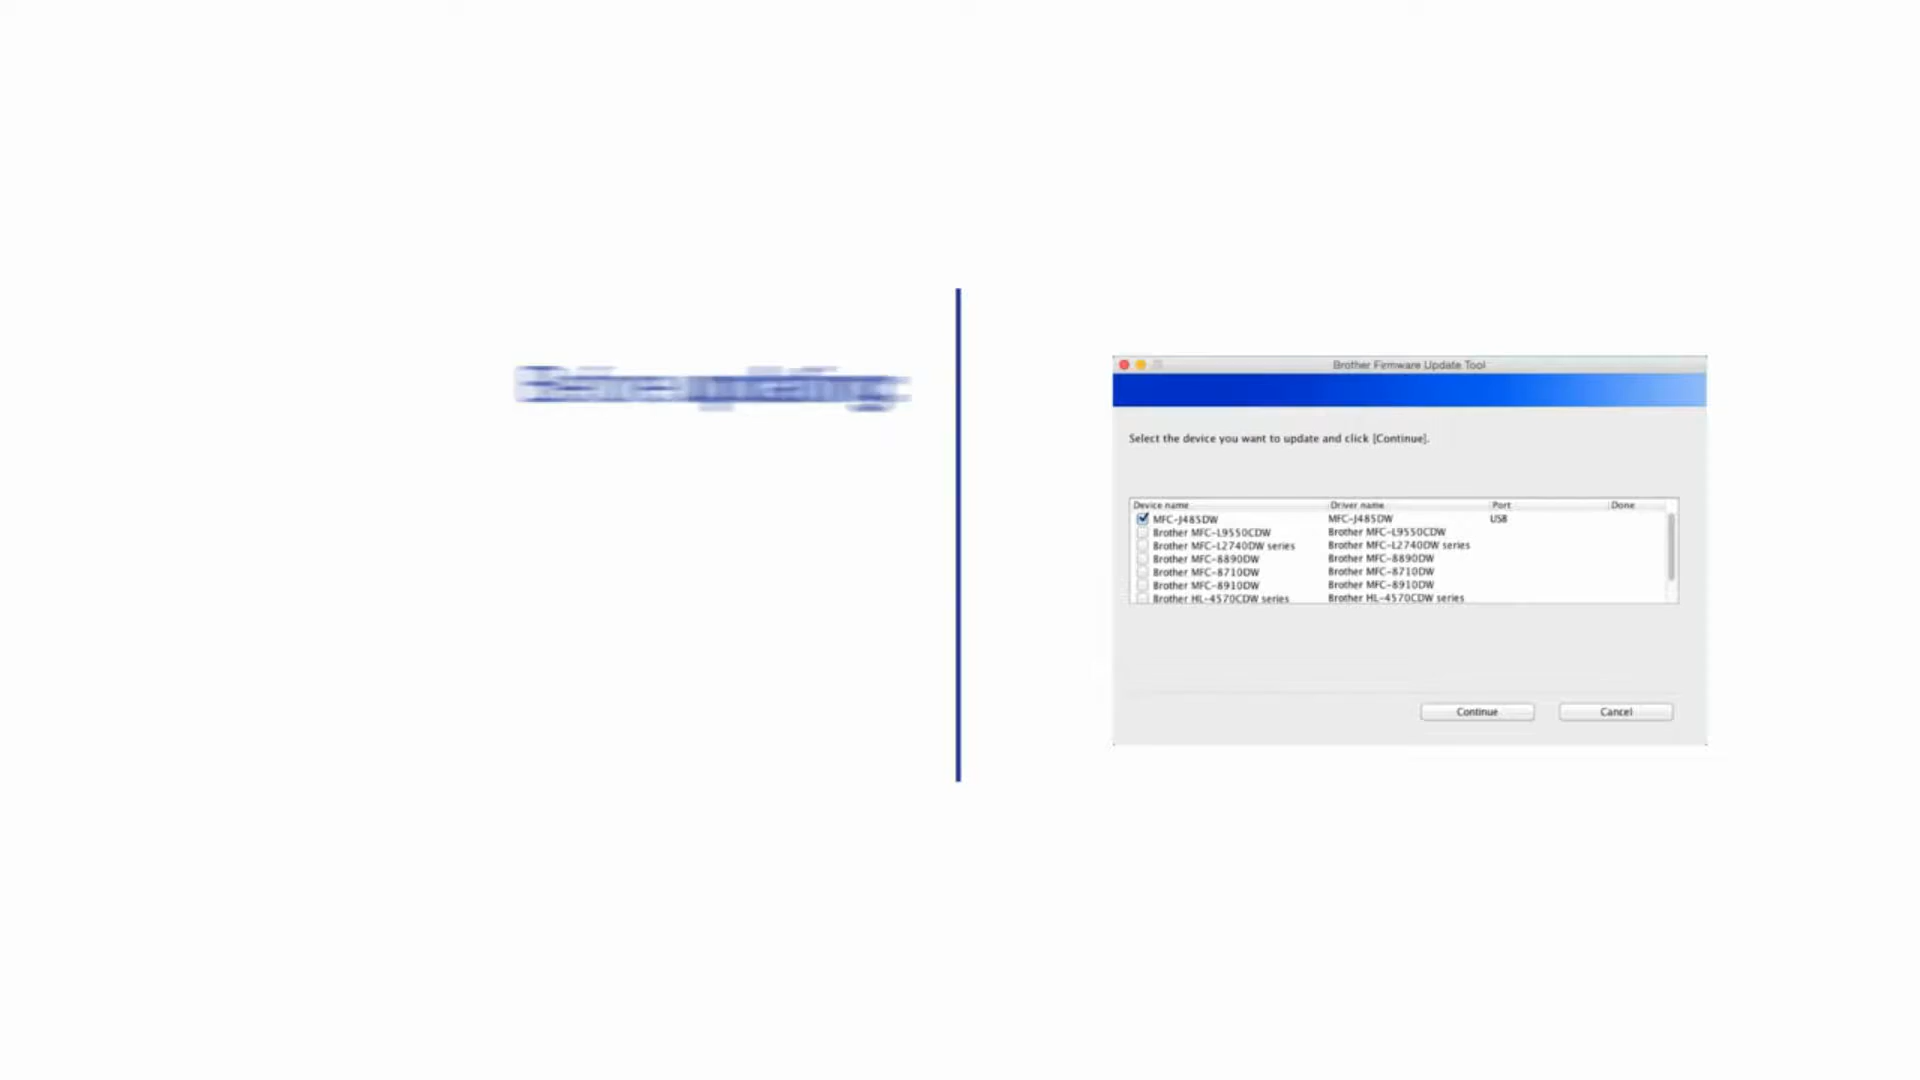 Brother Firmware Update Tool
Select the device you want to update and click [Continue].
Device name Driver name Port Done
MFC-J485DW MFC-J485DW USB
Brother MFC-L9550CDW Brother MFC-L9550CDW
Brother MFC-L2740DW series Brother MFC-L2740DW series
Brother MFC-8890DW Brother MFC-8890DW
Brother MFC-8710DW Brother MFC-8710DW
Brother MFC-8910DW Brother MFC-8910DW
Brother HL-4570CDW series Brother HL-4570CDW series
Continue Cancel